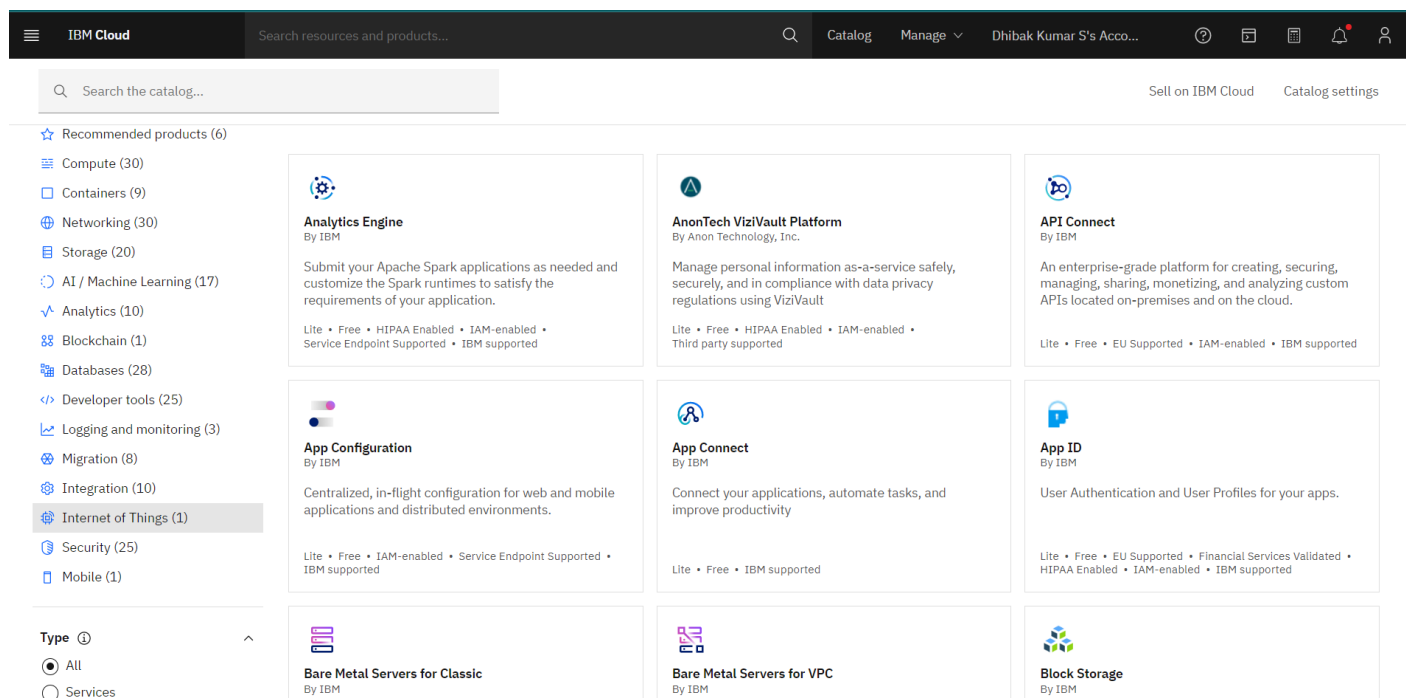 IBM Cloud
Search resources and products...
Catalog
Manage
Dhibak Kumar S's Acco...
Search the catalog...
Sell on IBM Cloud
Catalog settings
Recommended products (6)
Compute (30)
Containers (9)
Networking (30)
Storage (20)
AI / Machine Learning (17)
Analytics (10)
Blockchain (1)
Databases (28)
Developer tools (25)
Logging and monitoring (3)
Migration (8)
Integration (10)
Internet of Things (1)
Security (25)
Mobile (1)
Type
All
Services
Analytics Engine
By IBM
Submit your Apache Spark applications as needed and
customize the Spark runtimes to satisfy the
requirements of your application.
Lite • Free • HIPAA Enabled • IAM-enabled •
Service Endpoint Supported • IBM supported
AnonTech ViziVault Platform
By Anon Technology, Inc.
Manage personal information as-a-service safely,
securely, and in compliance with data privacy
regulations using ViziVault
Lite • Free • HIPAA Enabled • IAM-enabled •
Third party supported
API Connect
By IBM
An enterprise-grade platform for creating, securing,
managing, sharing, monetizing, and analyzing custom
APIs located on-premises and on the cloud.
Lite • Free • EU Supported • IAM-enabled • IBM supported
App Configuration
By IBM
Centralized, in-flight configuration for web and mobile
applications and distributed environments.
Lite • Free • IAM-enabled • Service Endpoint Supported •
IBM supported
App Connect
By IBM
Connect your applications, automate tasks, and
improve productivity
Lite • Free • IBM supported
App ID
By IBM
User Authentication and User Profiles for your apps.
Lite • Free • EU Supported • Financial Services Validated •
HIPAA Enabled • IAM-enabled • IBM supported
Bare Metal Servers for Classic
By IBM
Bare Metal Servers for VPC
By IBM
Block Storage
By IBM